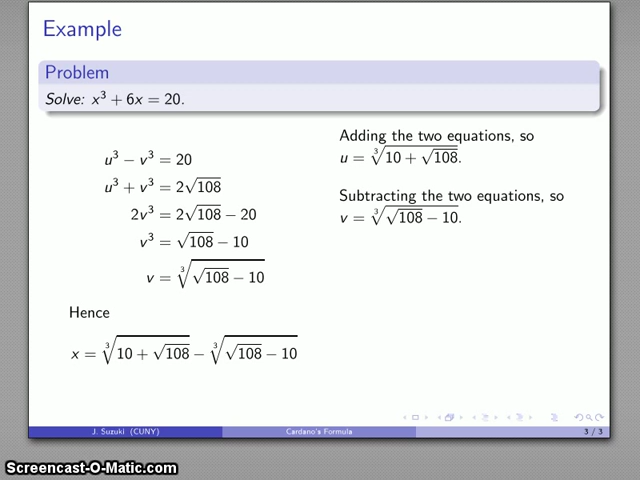 Example
Problem
Solve: x³ + 6x = 20.
u³ − v³ = 20
u³ + v³ = 2√108
2v³ = 2√108 − 20
v³ = √108 − 10
v = ∛(√108 − 10)
Hence
x = ∛(10 + √108) − ∛(√108 − 10)
Adding the two equations, so
u = ∛(10 + √108).
Subtracting the two equations, so
v = ∛(√108 − 10).
J. Suzuki (CUNY)
Cardano's Formula
3 / 3
Screencast-O-Matic.com